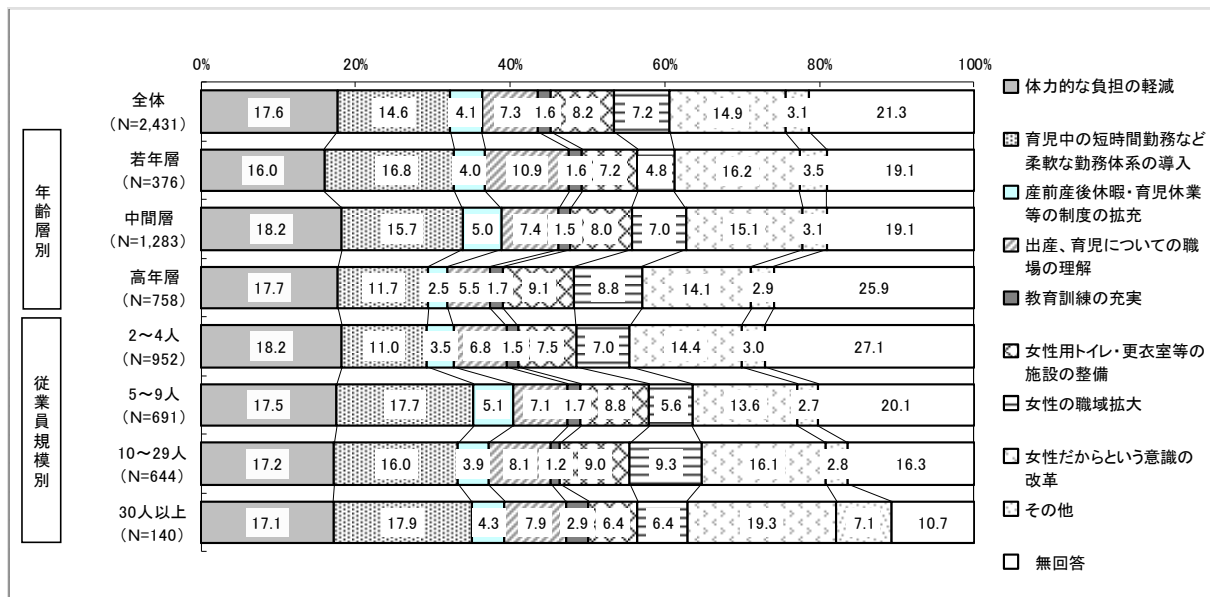 0%
20%
40%
60%
80%
100%
全体
(N=2,431)
17.6
14.6
4.1
7.3
1.6
8.2
7.2
14.9
3.1
21.3
年齢層別
若年層
(N=376)
16.0
16.8
4.0
10.9
1.6
7.2
4.8
16.2
3.5
19.1
中間層
(N=1,283)
18.2
15.7
5.0
7.4
1.5
8.0
7.0
15.1
3.1
19.1
高年層
(N=758)
17.7
11.7
2.5
5.5
1.7
9.1
8.8
14.1
2.9
25.9
従業員規模別
2～4人
(N=952)
18.2
11.0
3.5
6.8
1.5
7.5
7.0
14.4
3.0
27.1
5～9人
(N=691)
17.5
17.7
5.1
7.1
1.7
8.8
5.6
13.6
2.7
20.1
10～29人
(N=644)
17.2
16.0
3.9
8.1
1.2
9.0
9.3
16.1
2.8
16.3
30人以上
(N=140)
17.1
17.9
4.3
7.9
2.9
6.4
6.4
19.3
7.1
10.7
体力的な負担の軽減
育児中の短時間勤務など
柔軟な勤務体系の導入
産前産後休暇・育児休業
等の制度の拡充
出産、育児についての職
場の理解
教育訓練の充実
女性用トイレ・更衣室等の
施設の整備
女性の職域拡大
女性だからという意識の
改革
その他
無回答